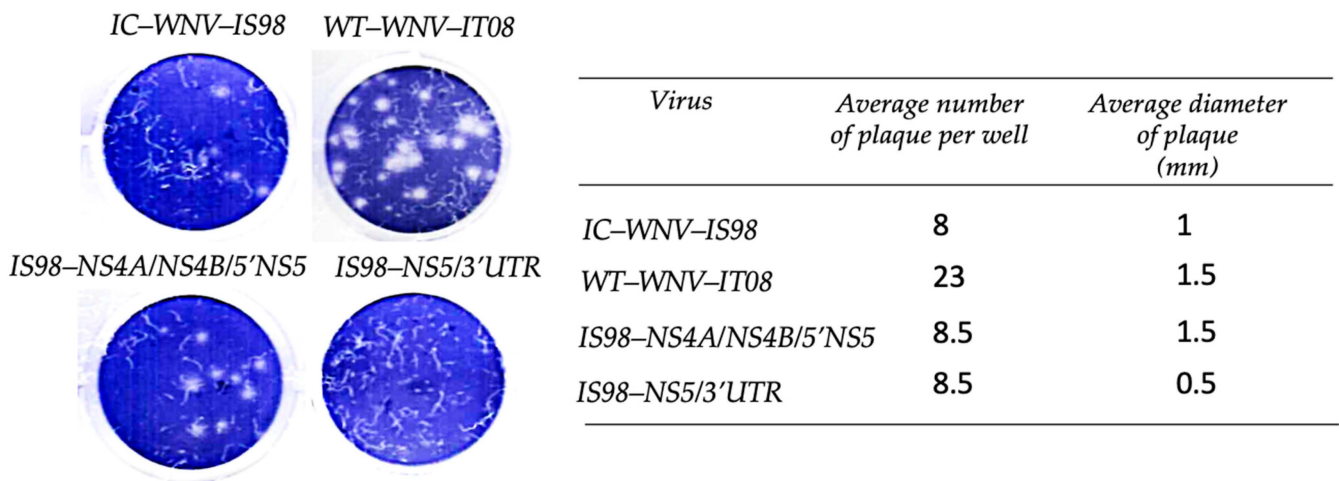 IC–WNV–IS98
WT–WNV–IT08
IS98–NS4A/NS4B/5'NS5
IS98–NS5/3'UTR
Virus
Average number
of plaque per well
Average diameter
of plaque
(mm)
IC–WNV–IS98 8 1
WT–WNV–IT08 23 1.5
IS98–NS4A/NS4B/5'NS5 8.5 1.5
IS98–NS5/3'UTR 8.5 0.5